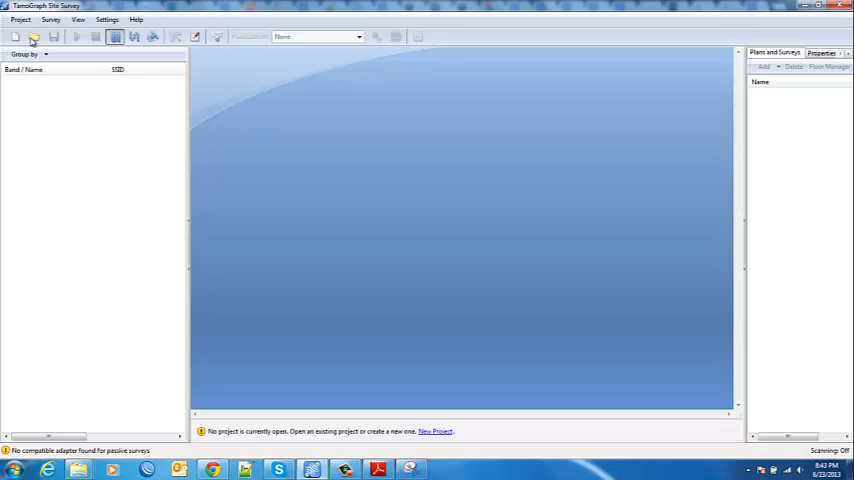 TamoGraph Site Survey
Project Survey View Settings Help
Visualization: None
Group by
Band / Name SSID
Plans and Surveys Properties
Add Delete Floor Manager
Name
No project is currently open. Open an existing project or create a new one. New Project.
No compatible adapter found for passive surveys
Scanning: Off
8:43 PM
6/23/2013